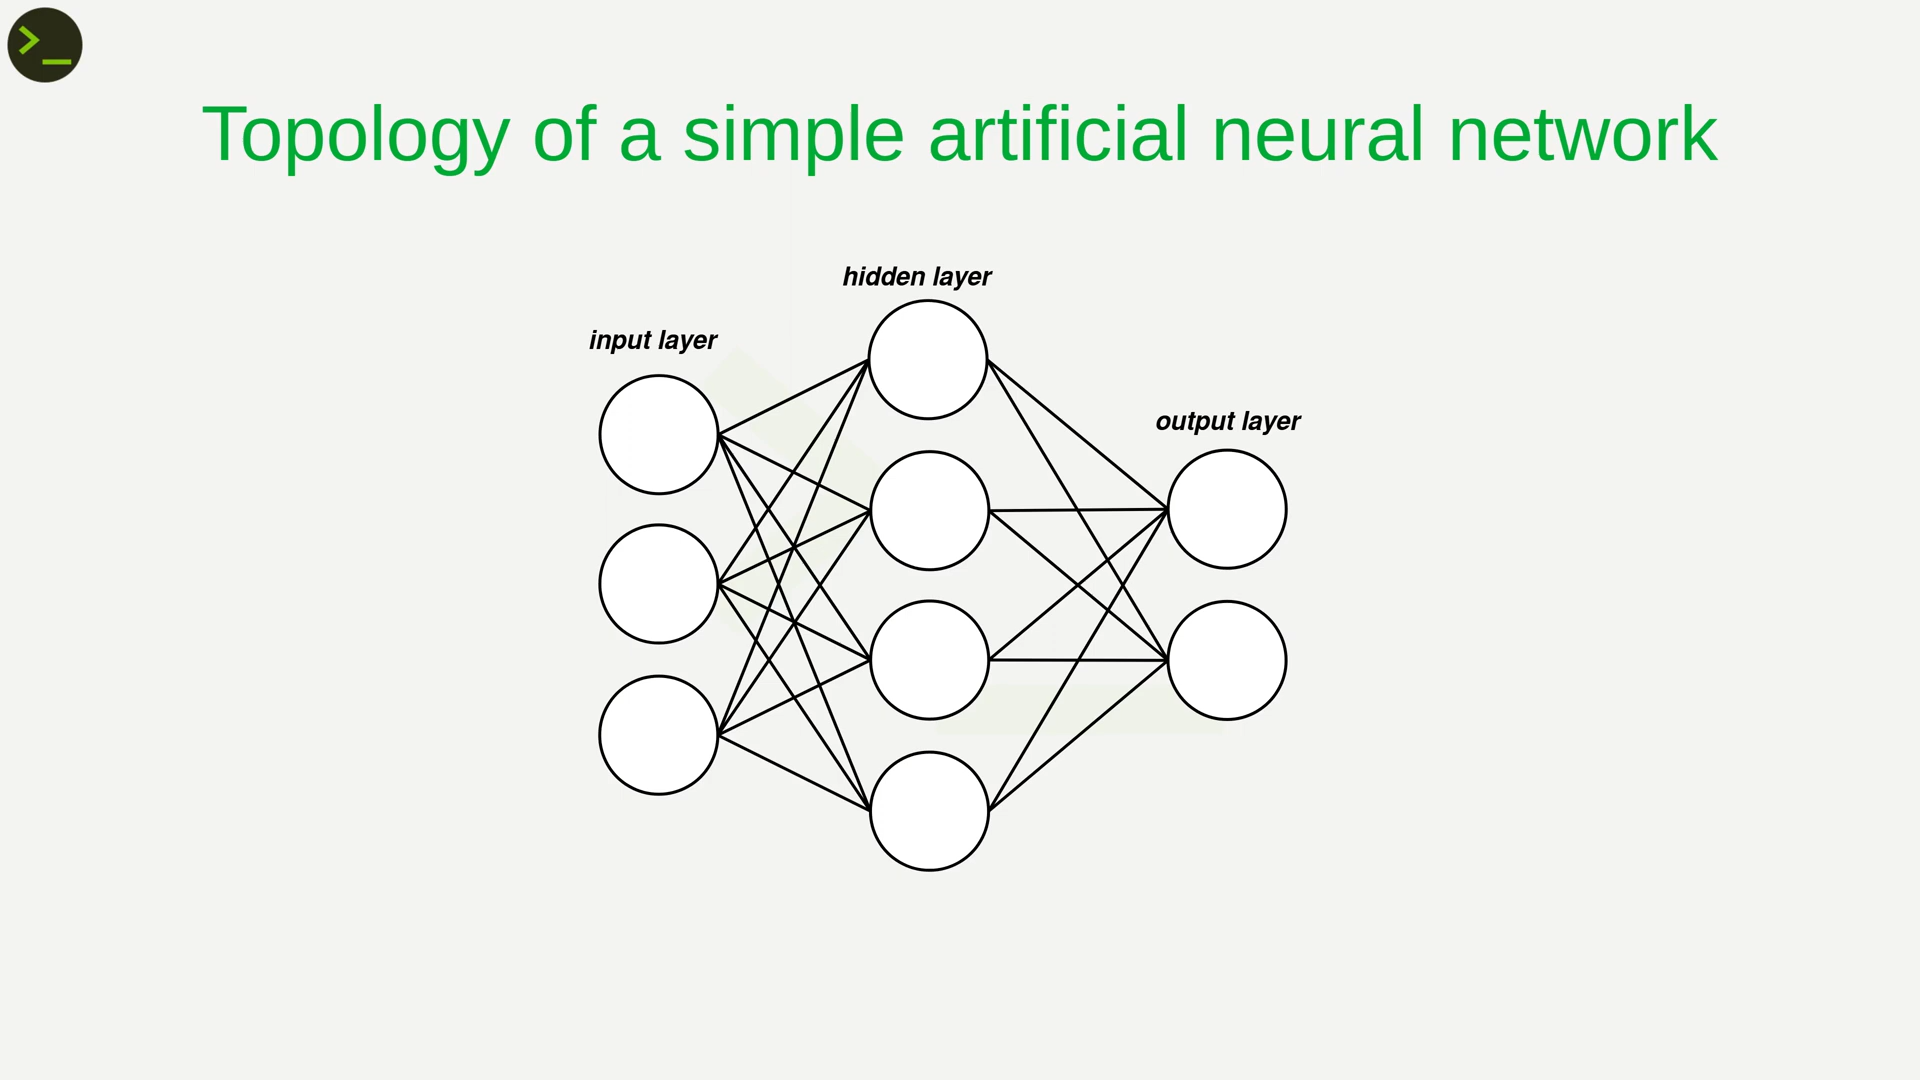 Topology of a simple artificial neural network
hidden layer
input layer
output layer